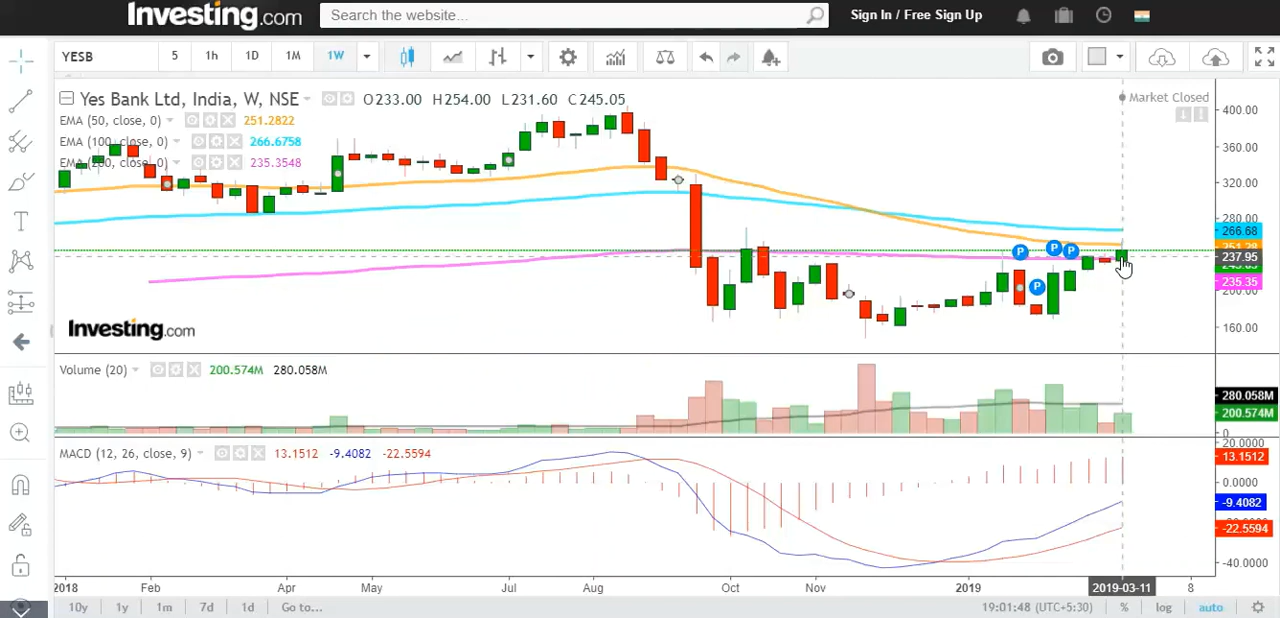 Investing.com
Search the website...
Sign In / Free Sign Up
YESB 5 1h 1D 1M 1W
Yes Bank Ltd, India, W, NSE O233.00 H254.00 L231.60 C245.05
Market Closed
EMA (50, close, 0) 251.2822
EMA (100, close, 0) 266.6758
EMA (200, close, 0) 235.3548
400.00
360.00
320.00
280.00
266.68
251.28
237.95
235.35
200.00
160.00
P P P
P
Investing.com
Volume (20) 200.574M 280.058M
280.058M
200.574M
0
MACD (12, 26, close, 9) 13.1512 -9.4082 -22.5594
20.0000
13.1512
0.0000
-9.4082
-22.5594
-40.0000
2018 Feb Apr May Jul Aug Oct Nov 2019 2019-03-11 8
10y 1y 1m 7d 1d Go to... 19:01:48 (UTC+5:30) % log auto